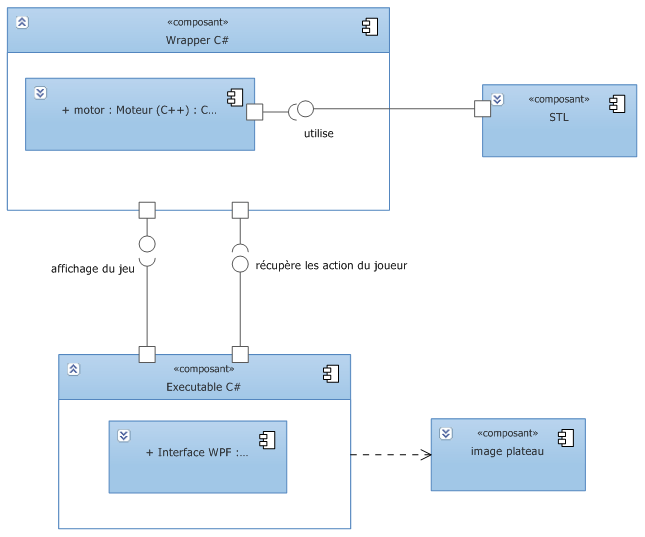 «composant»
Wrapper C#
+ motor : Moteur (C++) : C...
«composant»
STL
utilise
affichage du jeu
récupère les action du joueur
«composant»
Executable C#
+ Interface WPF :...
«composant»
image plateau